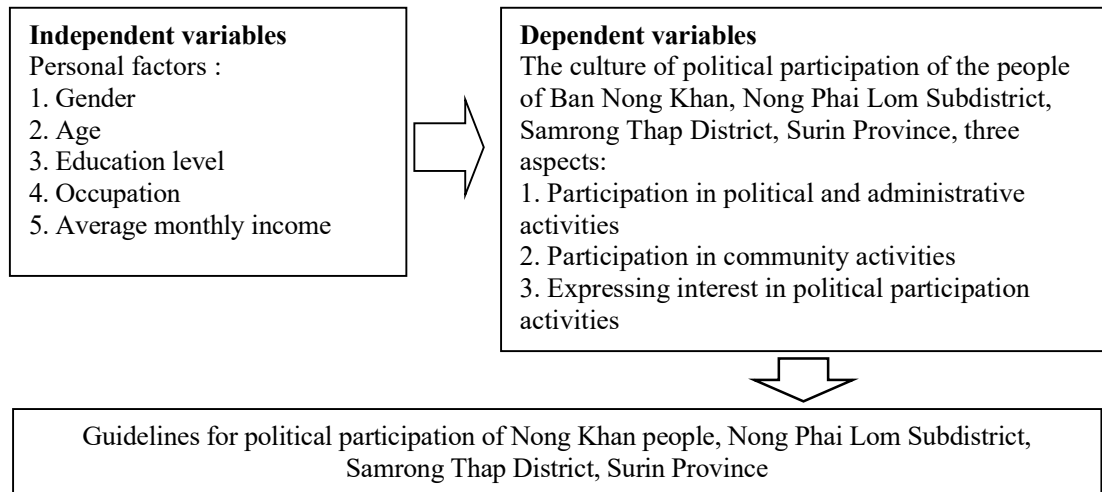 Independent variables
Personal factors :
1. Gender
2. Age
3. Education level
4. Occupation
5. Average monthly income
Dependent variables
The culture of political participation of the people
of Ban Nong Khan, Nong Phai Lom Subdistrict,
Samrong Thap District, Surin Province, three
aspects:
1. Participation in political and administrative
activities
2. Participation in community activities
3. Expressing interest in political participation
activities
Guidelines for political participation of Nong Khan people, Nong Phai Lom Subdistrict,
Samrong Thap District, Surin Province